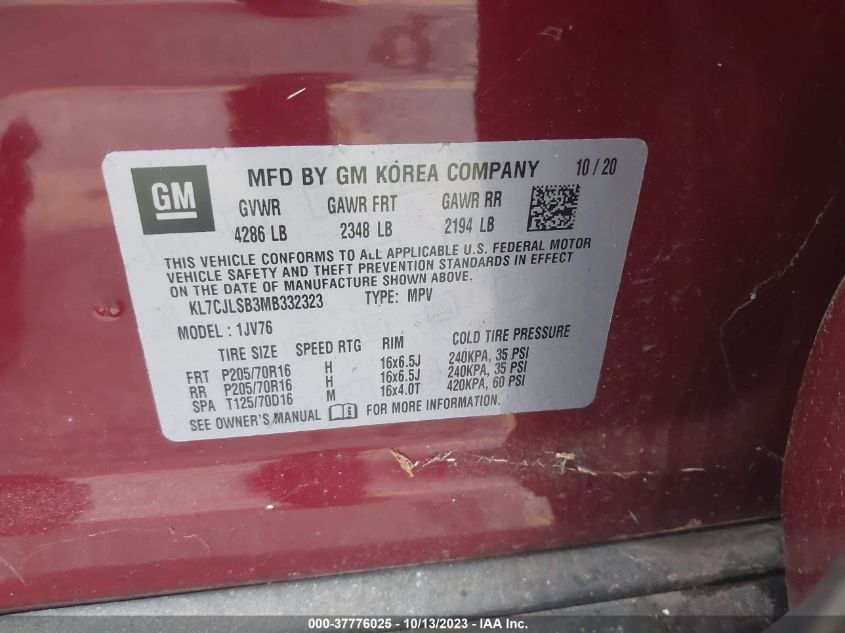 GM
MFD BY GM KOREA COMPANY 10 / 20
GVWR GAWR FRT GAWR RR
4286 LB 2348 LB 2194 LB
THIS VEHICLE CONFORMS TO ALL APPLICABLE U.S. FEDERAL MOTOR
VEHICLE SAFETY AND THEFT PREVENTION STANDARDS IN EFFECT
ON THE DATE OF MANUFACTURE SHOWN ABOVE.
KL7CJLSB3MB332323 TYPE: MPV
MODEL : 1JV76
TIRE SIZE SPEED RTG RIM COLD TIRE PRESSURE
FRT P205/70R16 H 16x6.5J 240KPA, 35 PSI
RR P205/70R16 H 16x6.5J 240KPA, 35 PSI
SPA T125/70D16 M 16x4.0T 420KPA, 60 PSI
SEE OWNER'S MANUAL FOR MORE INFORMATION.
000-37776025 - 10/13/2023 - IAA Inc.